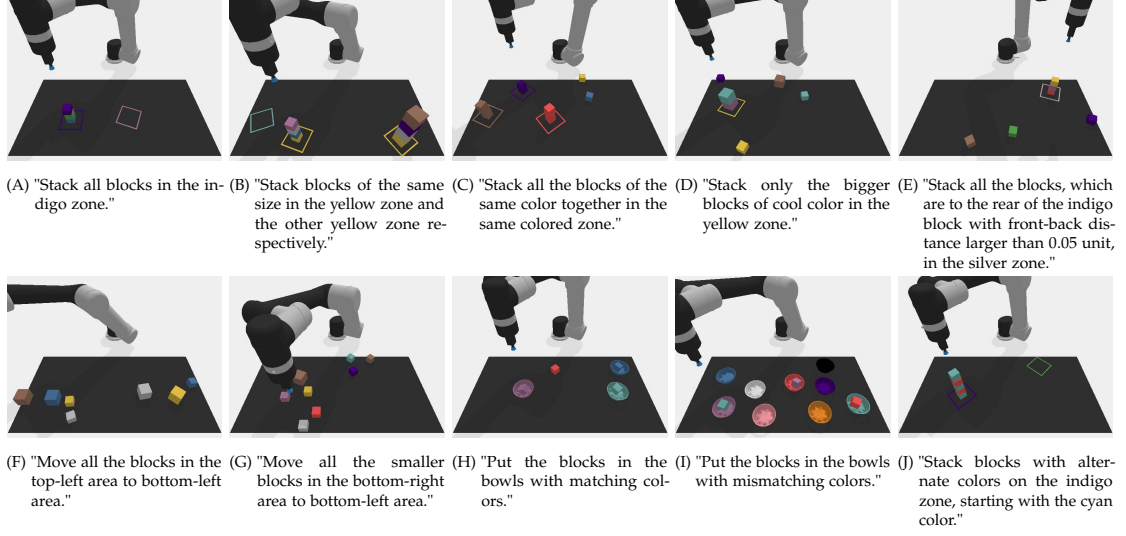 (A) "Stack all blocks in the in-
digo zone."
(B) "Stack blocks of the same
size in the yellow zone and
the other yellow zone re-
spectively."
(C) "Stack all the blocks of the
same color together in the
same colored zone."
(D) "Stack only the bigger
blocks of cool color in the
yellow zone."
(E) "Stack all the blocks, which
are to the rear of the indigo
block with front-back dis-
tance larger than 0.05 unit,
in the silver zone."
(F) "Move all the blocks in the
top-left area to bottom-left
area."
(G) "Move all the smaller
blocks in the bottom-right
area to bottom-left area."
(H) "Put the blocks in the
bowls with matching col-
ors."
(I) "Put the blocks in the bowls
with mismatching colors."
(J) "Stack blocks with alter-
nate colors on the indigo
zone, starting with the cyan
color."